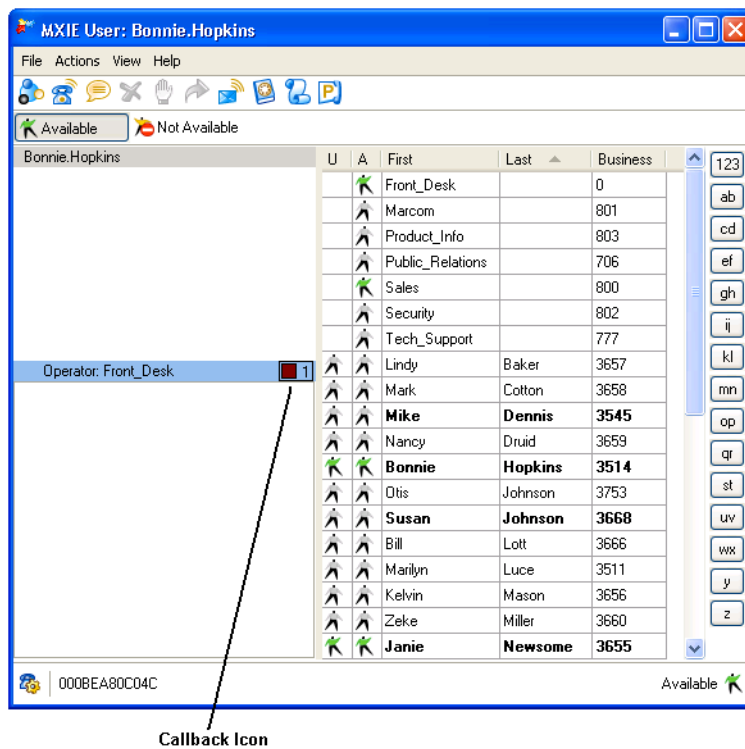 MXIE User: Bonnie.Hopkins
File Actions View Help
Available Not Available
Bonnie.Hopkins
Operator: Front_Desk 1
U A First Last Business
Front_Desk 0
Marcom 801
Product_Info 803
Public_Relations 706
Sales 800
Security 802
Tech_Support 777
Lindy Baker 3657
Mark Cotton 3658
Mike Dennis 3545
Nancy Druid 3659
Bonnie Hopkins 3514
Otis Johnson 3753
Susan Johnson 3668
Bill Lott 3666
Marilyn Luce 3511
Kelvin Mason 3656
Zeke Miller 3660
Janie Newsome 3655
123
ab
cd
ef
gh
ij
kl
mn
op
qr
st
uv
wx
y
z
000BEA80C04C Available
Callback Icon